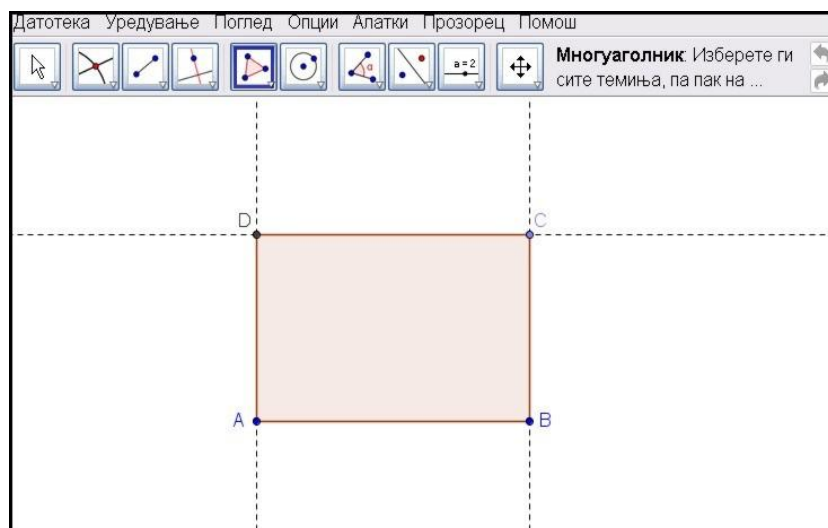 Датотека Уредување Поглед Опции Алатки Прозорец Помош
Многуаголник: Изберете ги
сите темиња, па пак на ...
a = 2
α
D C
A B